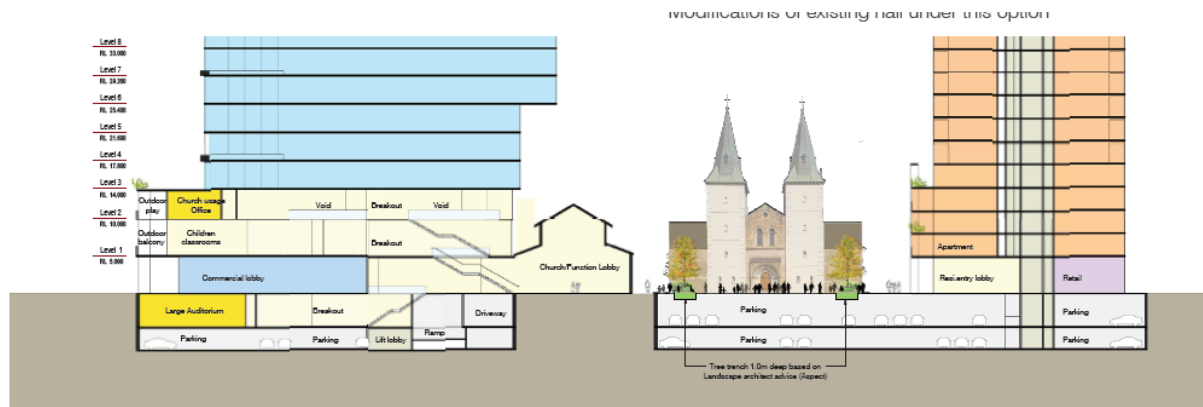 Modifications of existing hall under this option
Level 8
RL 33.000
Level 7
RL 29.200
Level 6
RL 25.400
Level 5
RL 21.600
Level 4
RL 17.800
Level 3
RL 14.000
Level 2
RL 10.000
Level 1
RL 5.000
Outdoor
play
Church usage
Office
Void
Breakout
Void
Outdoor
balcony
Children
classrooms
Breakout
Commercial lobby
Church/Function Lobby
Large Auditorium
Breakout
Driveway
Ramp
Parking
Parking
Lift lobby
Apartment
Resi.entry lobby
Retail
Parking
Parking
Parking
Parking
Tree trench 1.0m deep based on
Landscape architect advice (Aspect)